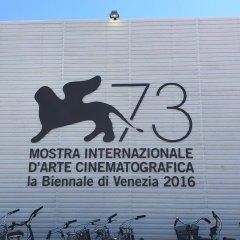 73
MOSTRA INTERNAZIONALE
D'ARTE CINEMATOGRAFICA
la Biennale di Venezia 2016